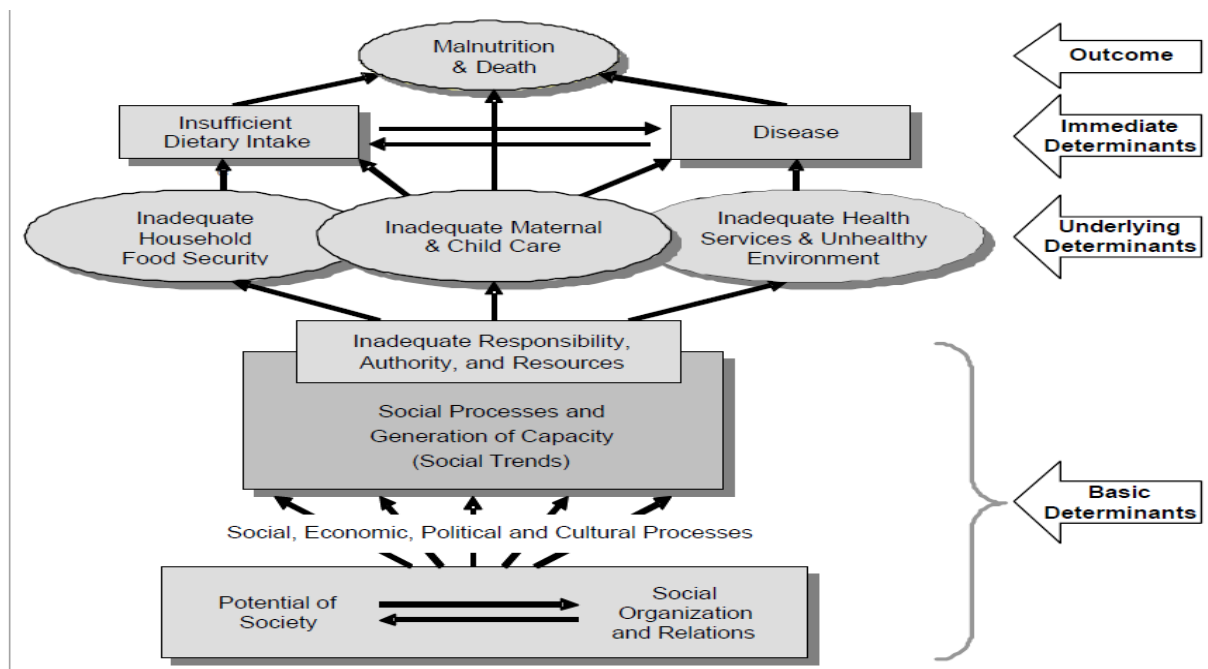 Malnutrition
& Death
Outcome
Insufficient
Dietary Intake
Disease
Immediate
Determinants
Inadequate
Household
Food Security
Inadequate Maternal
& Child Care
Inadequate Health
Services & Unhealthy
Environment
Underlying
Determinants
Inadequate Responsibility,
Authority, and Resources
Social Processes and
Generation of Capacity
(Social Trends)
Social, Economic, Political and Cultural Processes
Basic
Determinants
Potential of
Society
Social
Organization
and Relations